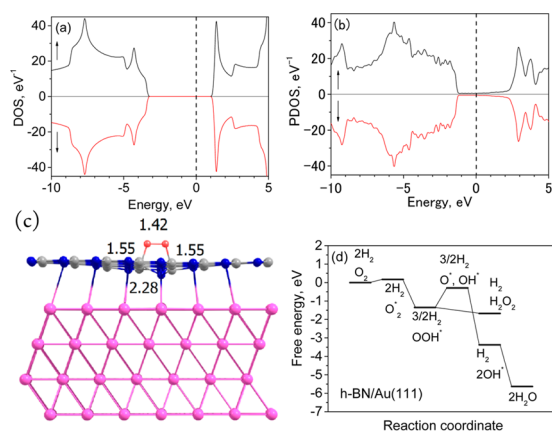 (a)
DOS, eV⁻¹
40
20
0
-20
-40
-10
-5
0
5
Energy, eV
(b)
PDOS, eV⁻¹
40
20
0
-20
-40
-10
-5
0
5
Energy, eV
(c)
1.42
1.55
1.55
2.28
(d)
Free energy, eV
2
1
0
-1
-2
-3
-4
-5
-6
-7
2H₂
O₂
2H₂
O₂*
3/2H₂
OOH*
3/2H₂
O*, OH*
H₂
H₂O₂
H₂
2OH*
2H₂O
h-BN/Au(111)
Reaction coordinate